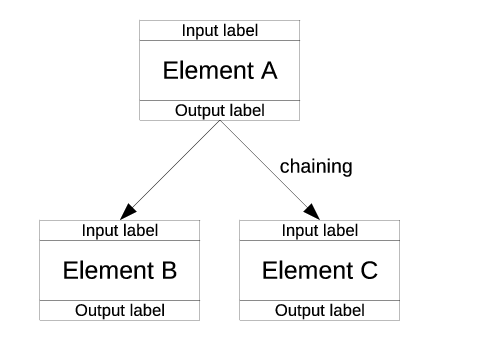 Input label
Element A
Output label
chaining
Input label
Element B
Output label
Input label
Element C
Output label